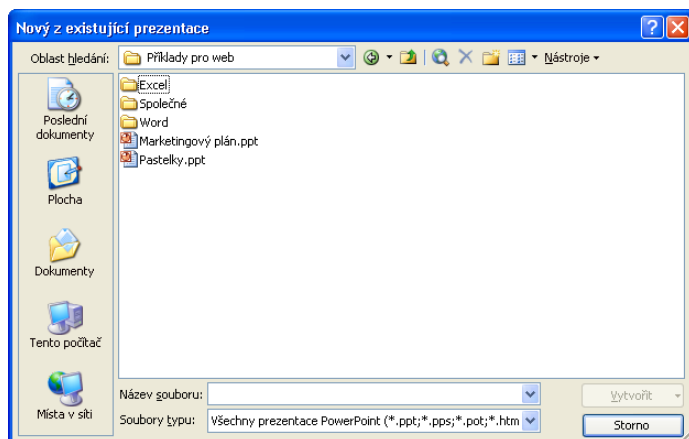 Nový z existující prezentace
Oblast hledání:
Příklady pro web
Nástroje
Poslední
dokumenty
Plocha
Dokumenty
Tento počítač
Místa v síti
Excel
Společné
Word
Marketingový plán.ppt
Pastelky.ppt
Název souboru:
Vytvořit
Soubory typu:
Všechny prezentace PowerPoint (*.ppt;*.pps;*.pot;*.htm
Storno